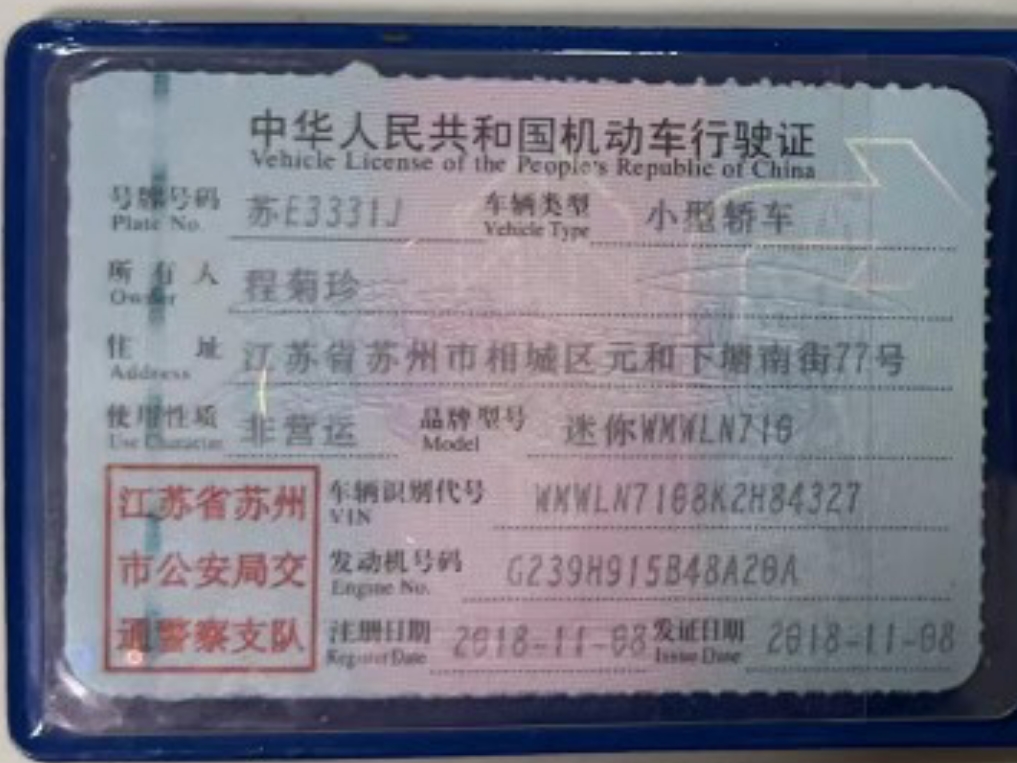 中华人民共和国机动车行驶证
Vehicle License of the People's Republic of China
号牌号码 苏E3331J 车辆类型 小型轿车
Plate No. Vehicle Type
所有人 程菊珍
Owner
住址 江苏省苏州市相城区元和下塘南街77号
Address
使用性质 非营运 品牌型号 迷你WMWLN710
Use Character Model
江苏省苏州 车辆识别代号 WMWLN7108K2H84327
VIN
市公安局交 发动机号码 G239H915B48A20A
Engine No.
通警察支队 注册日期 2018-11-08 发证日期 2018-11-08
Register Date Issue Date